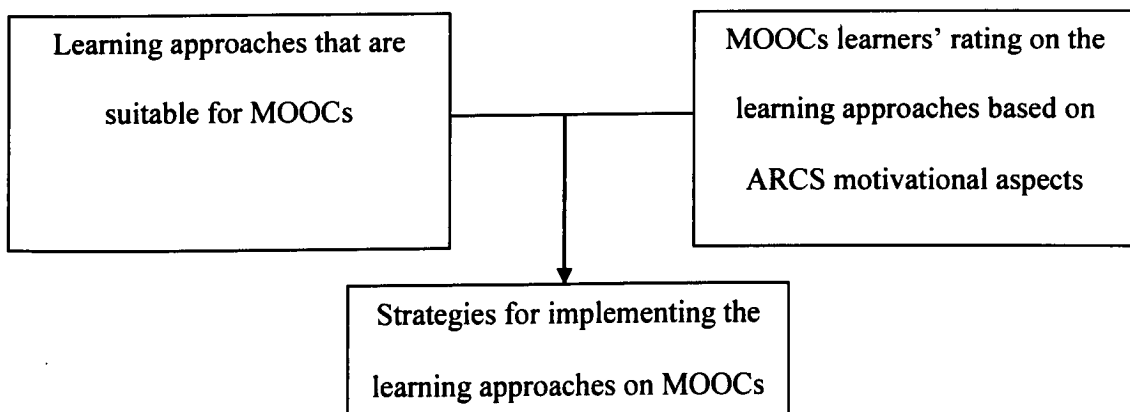 Learning approaches that are
suitable for MOOCs
MOOCs learners’ rating on the
learning approaches based on
ARCS motivational aspects
Strategies for implementing the
learning approaches on MOOCs